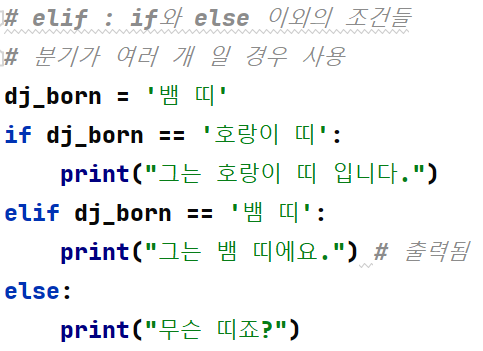 # elif : if와 else 이외의 조건들
# 분기가 여러 개 일 경우 사용
dj_born = '뱀 띠'
if dj_born == '호랑이 띠':
    print("그는 호랑이 띠 입니다.")
elif dj_born == '뱀 띠':
    print("그는 뱀 띠에요.") # 출력됨
else:
    print("무슨 띠죠?")